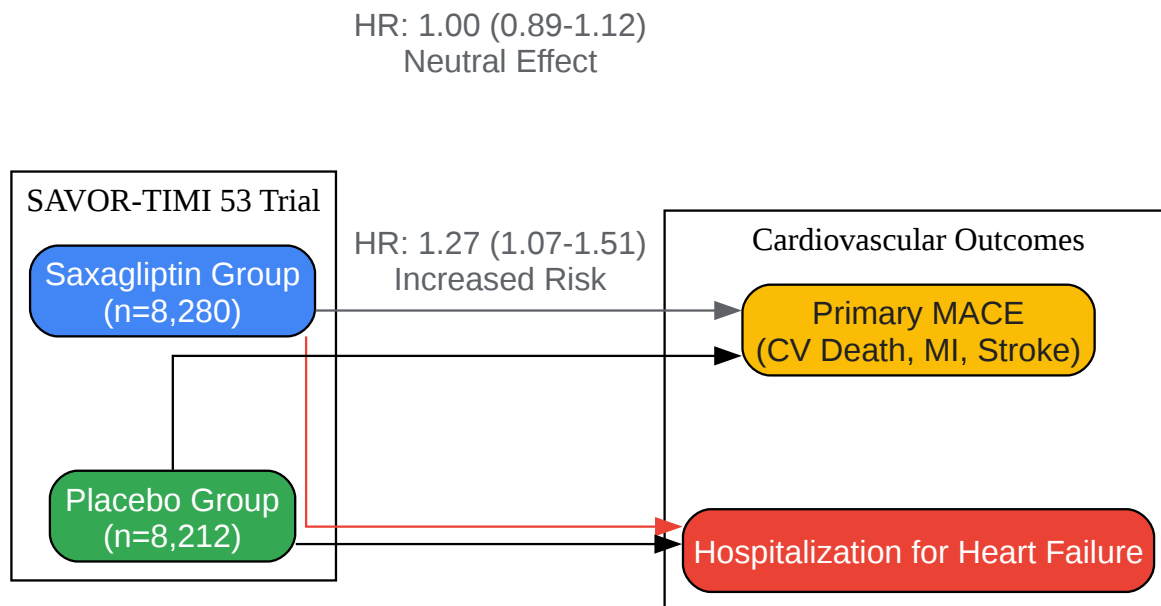 HR: 1.00 (0.89-1.12)
Neutral Effect
SAVOR-TIMI 53 Trial
Saxagliptin Group
(n=8,280)
Placebo Group
(n=8,212)
HR: 1.27 (1.07-1.51)
Increased Risk
Cardiovascular Outcomes
Primary MACE
(CV Death, MI, Stroke)
Hospitalization for Heart Failure